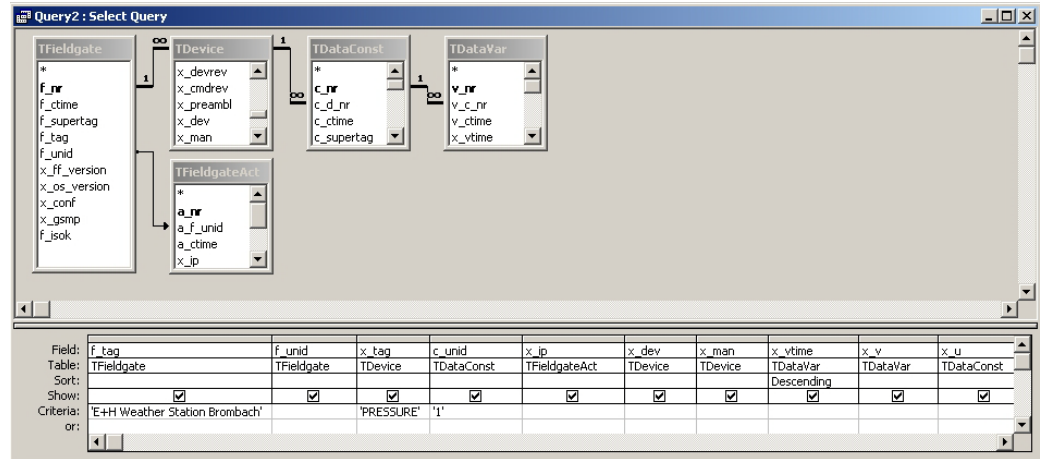 Query2 : Select Query
TFieldgate
*
f_nr
f_ctime
f_supertag
f_tag
f_unid
x_ff_version
x_os_version
x_conf
x_gsmp
f_isok
1
∞
TDevice
x_devrev
x_cmdrev
x_preambl
x_dev
x_man
1
∞
TDataConst
*
c_nr
c_d_nr
c_ctime
c_supertag
1
∞
TDataVar
*
v_nr
v_c_nr
v_ctime
x_vtime
TFieldgateAct
*
a_nr
a_f_unid
a_ctime
x_ip
Field: f_tag f_unid x_tag c_unid x_ip x_dev x_man x_vtime x_v x_u
Table: TFieldgate TFieldgate TDevice TDataConst TFieldgateAct TDevice TDevice TDataVar TDataVar TDataConst
Sort: Descending
Show:
Criteria: 'E+H Weather Station Brombach' 'PRESSURE' '1'
or: